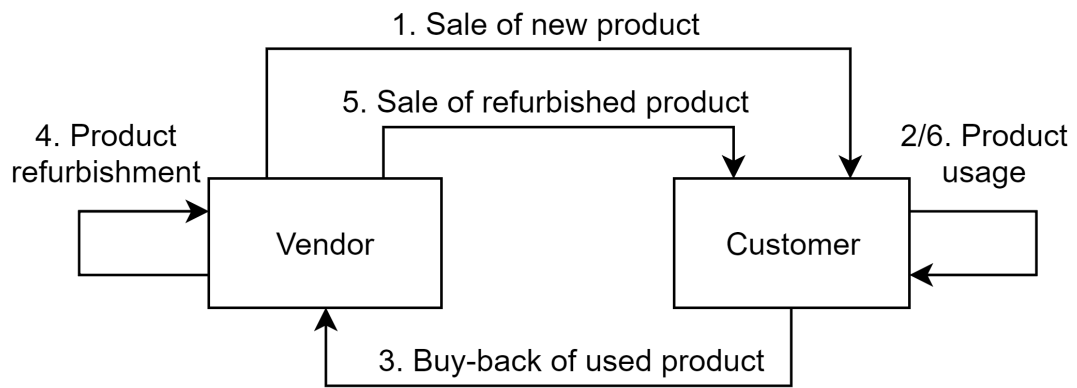 1. Sale of new product
5. Sale of refurbished product
4. Product
refurbishment
2/6. Product
usage
Vendor
Customer
3. Buy-back of used product